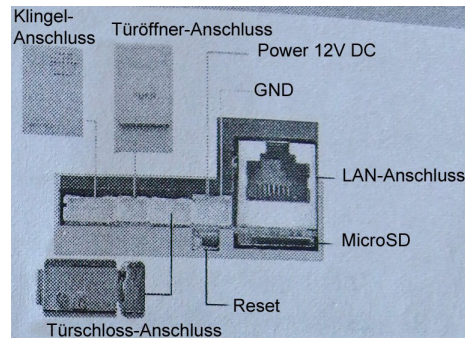 Klingel-
Anschluss
Türöffner-Anschluss
Power 12V DC
GND
LAN-Anschluss
MicroSD
Reset
Türschloss-Anschluss